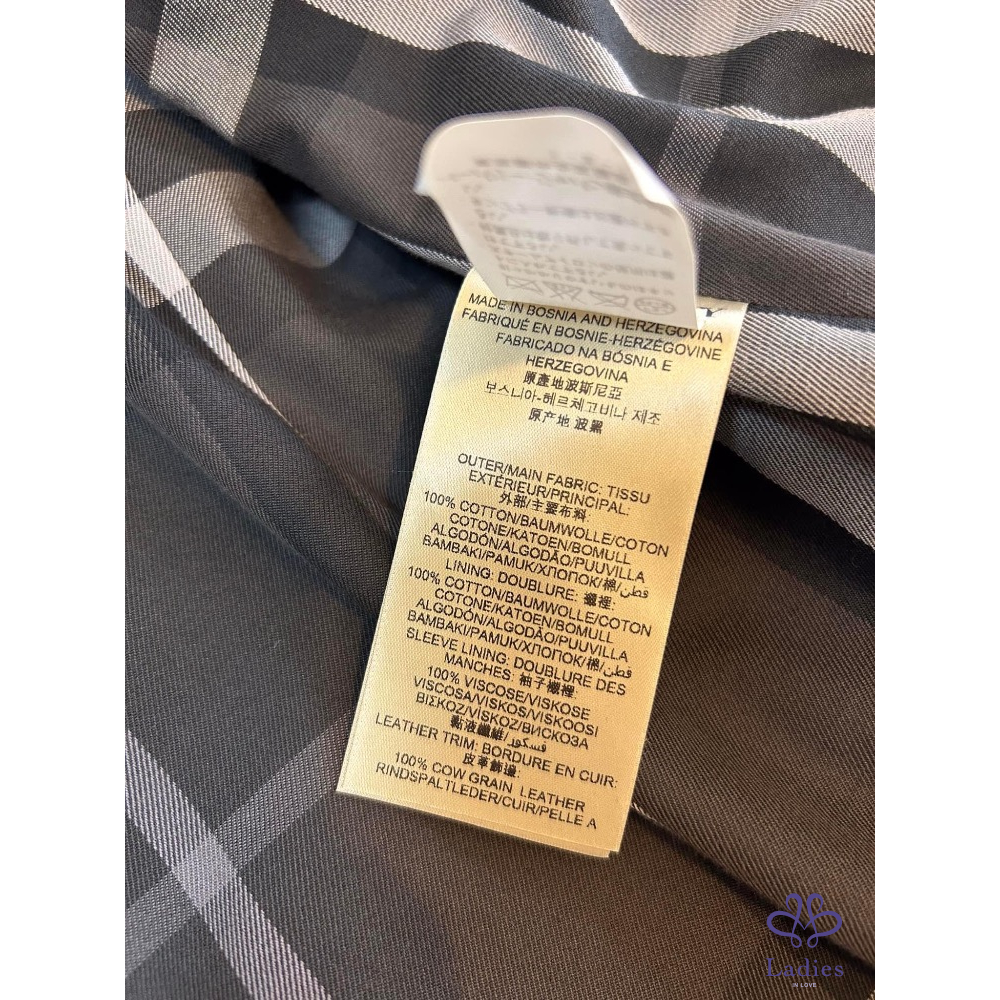 MADE IN BOSNIA AND HERZEGOVINA
FABRIQUÉ EN BOSNIE-HERZÉGOVINE
FABRICADO NA BÓSNIA E
HERZEGOVINA
原產地波斯尼亞
보스니아-헤르체고비나 제조
原产地 波黑
OUTER/MAIN FABRIC: TISSU
EXTÉRIEUR/PRINCIPAL:
外部/主要布料:
100% COTTON/BAUMWOLLE/COTON
COTONE/KATOEN/BOMULL
ALGODÓN/ALGODÃO/PUUVILLA
BAMBAKI/PAMUK/ХЛОПОК/棉/قطن
LINING: DOUBLURE: 襯裡:
100% COTTON/BAUMWOLLE/COTON
COTONE/KATOEN/BOMULL
ALGODÓN/ALGODÃO/PUUVILLA
BAMBAKI/PAMUK/ХЛОПОК/棉/قطن
SLEEVE LINING: DOUBLURE DES
MANCHES: 袖子襯裡:
100% VISCOSE/VISKOSE
VISCOSA/VISKOS/VISKOOSI
ΒΙΣΚΟΖ/VİSKOZ/ВИСКОЗА
黏液纖維/فسكوز
LEATHER TRIM: BORDURE EN CUIR:
皮革飾邊:
100% COW GRAIN LEATHER
RINDSPALTLEDER/CUIR/PELLE A
Ladies
IN LOVE